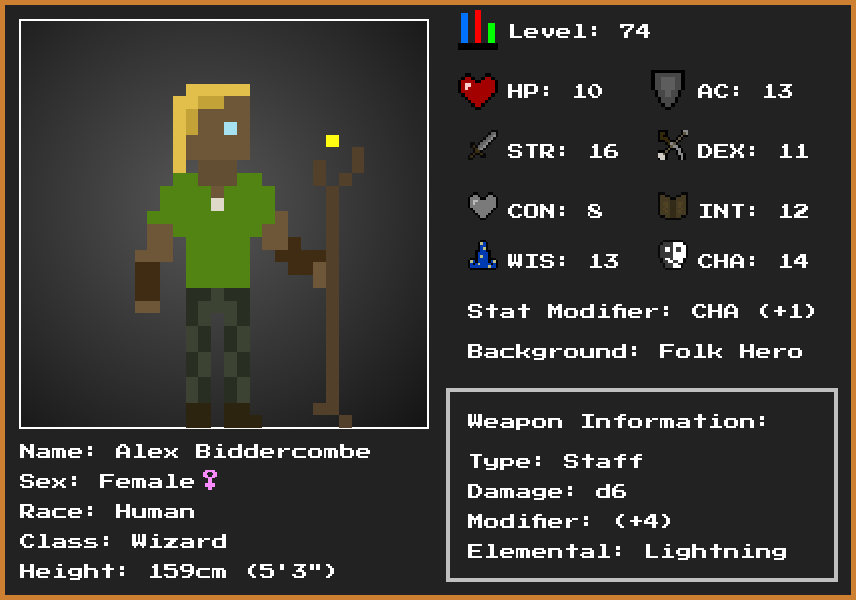 Level: 74
HP: 10 AC: 13
STR: 16 DEX: 11
CON: 8 INT: 12
WIS: 13 CHA: 14
Stat Modifier: CHA (+1)
Background: Folk Hero
Weapon Information:
Type: Staff
Damage: d6
Modifier: (+4)
Elemental: Lightning
Name: Alex Biddercombe
Sex: Female♀
Race: Human
Class: Wizard
Height: 159cm (5'3")